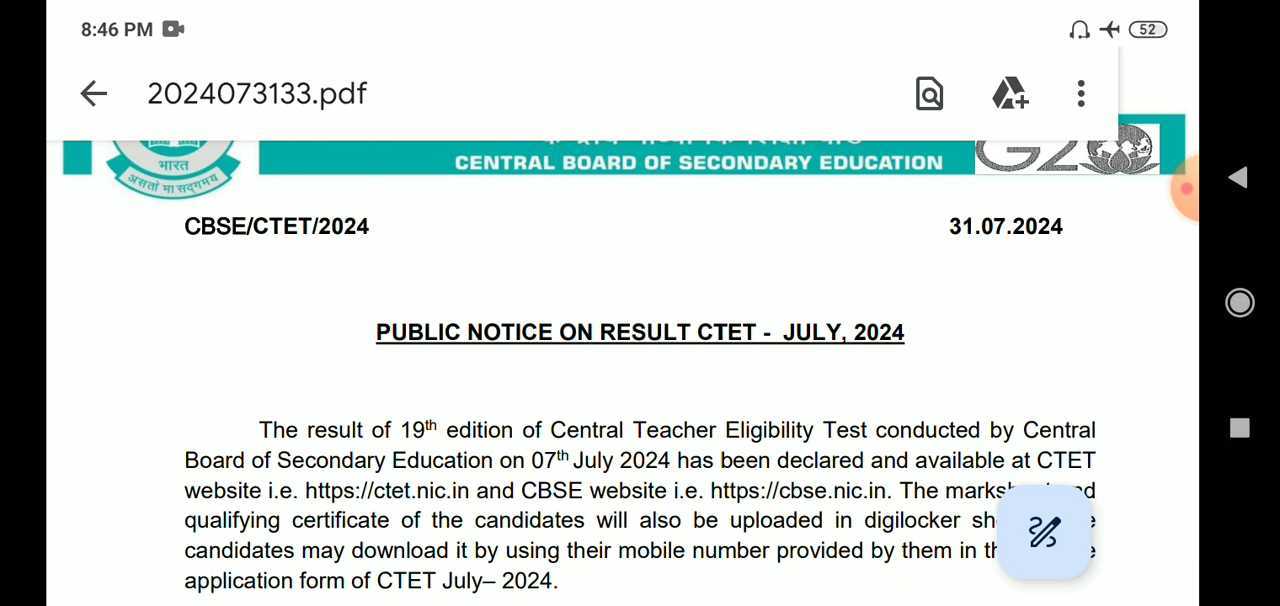 8:46 PM
52
2024073133.pdf
भारत
असतो मा सद्गमय
CENTRAL BOARD OF SECONDARY EDUCATION
G20
CBSE/CTET/2024 31.07.2024
PUBLIC NOTICE ON RESULT CTET - JULY, 2024
The result of 19th edition of Central Teacher Eligibility Test conducted by Central
Board of Secondary Education on 07th July 2024 has been declared and available at CTET
website i.e. https://ctet.nic.in and CBSE website i.e. https://cbse.nic.in. The
qualifying certificate of the candidates will also be uploaded in digilocker
candidates may download it by using their mobile number provided by them in
application form of CTET July– 2024.